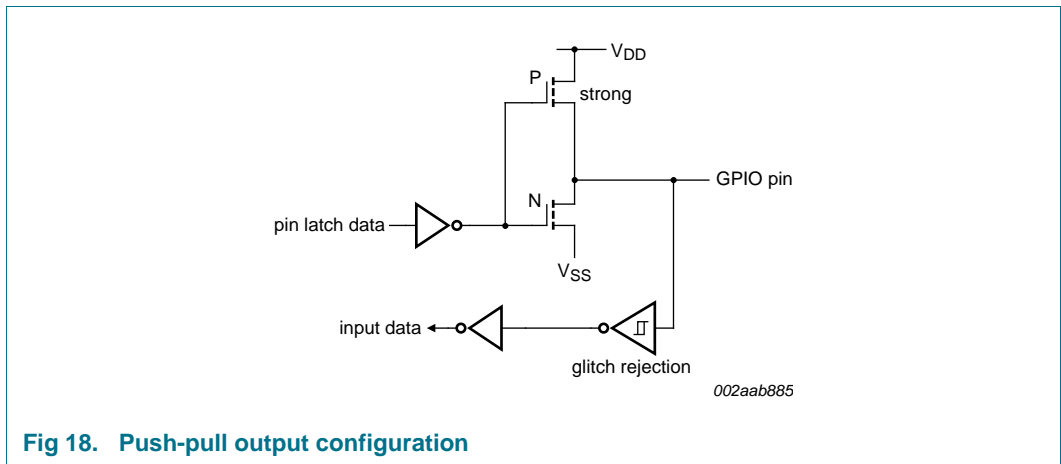 VDD
P
strong
GPIO pin
N
pin latch data
VSS
input data
glitch rejection
002aab885
Fig 18. Push-pull output configuration